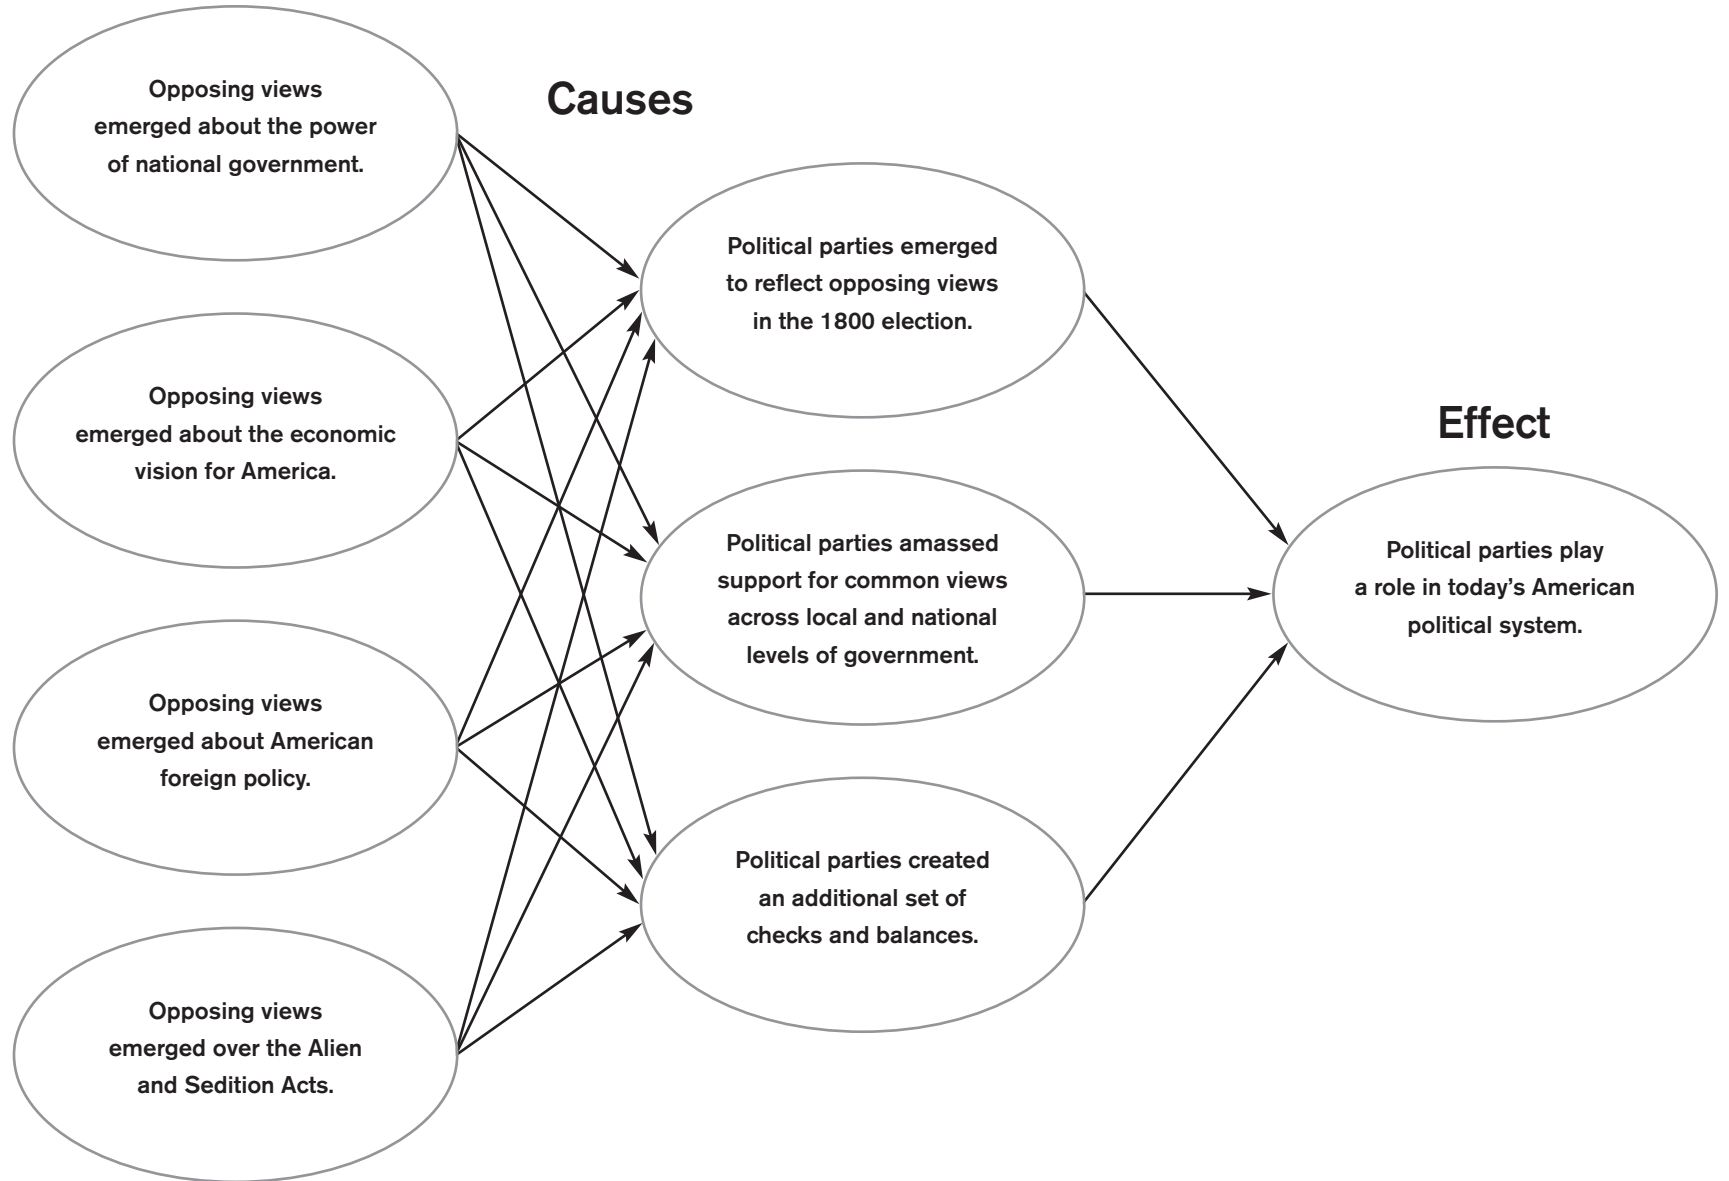 Causes
Opposing views
emerged about the power
of national government.
Opposing views
emerged about the economic
vision for America.
Opposing views
emerged about American
foreign policy.
Opposing views
emerged over the Alien
and Sedition Acts.
Political parties emerged
to reflect opposing views
in the 1800 election.
Political parties amassed
support for common views
across local and national
levels of government.
Political parties created
an additional set of
checks and balances.
Effect
Political parties play
a role in today’s American
political system.